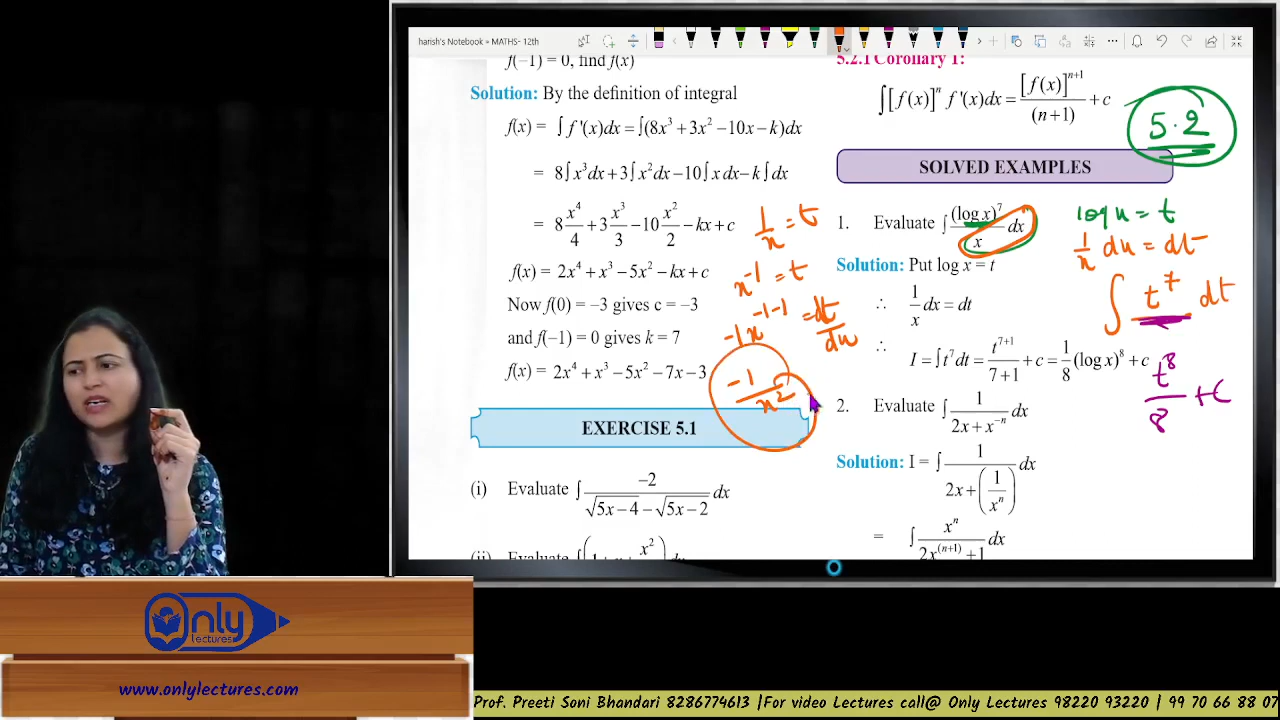 harish's Notebook » MATHS- 12th
f(−1) = 0, find f(x)
Solution: By the definition of integral
f(x) = ∫ f '(x)dx = ∫(8x³ + 3x² −10x − k)dx
= 8∫x³dx + 3∫x²dx −10∫x dx − k∫dx
= 8 x⁴/4 + 3 x³/3 − 10 x²/2 − kx + c
f(x) = 2x⁴ + x³ − 5x² − kx + c
Now f(0) = −3 gives c = −3
and f(−1) = 0 gives k = 7
f(x) = 2x⁴ + x³ − 5x² − 7x − 3
1/x = t
x⁻¹ = t
-1x⁻¹⁻¹ = dt/dx
-1/x²
EXERCISE 5.1
(i) Evaluate ∫ −2/(√(5x−4) − √(5x−2)) dx
(ii) Evaluate
5.2.1 Corollary 1:
∫[f(x)]ⁿ f '(x)dx = [f(x)]ⁿ⁺¹/(n+1) + c
5.2
SOLVED EXAMPLES
1. Evaluate ∫ (log x)⁷/x dx
Solution: Put log x = t
∴ 1/x dx = dt
∴ I = ∫t⁷dt = t⁷⁺¹/(7+1) + c = 1/8 (log x)⁸ + c
2. Evaluate ∫ 1/(2x + x⁻ⁿ) dx
Solution: I = ∫ 1/(2x + (1/xⁿ)) dx
= ∫ xⁿ/(2x⁽ⁿ⁺¹⁾ + 1) dx
log x = t
1/x dx = dt
∫ t⁷ dt
t⁸/8 + c
Only
lectures
www.onlylectures.com
Prof. Preeti Soni Bhandari 8286774613 |For video Lectures call@ Only Lectures 98220 93220 | 99 70 66 88 07